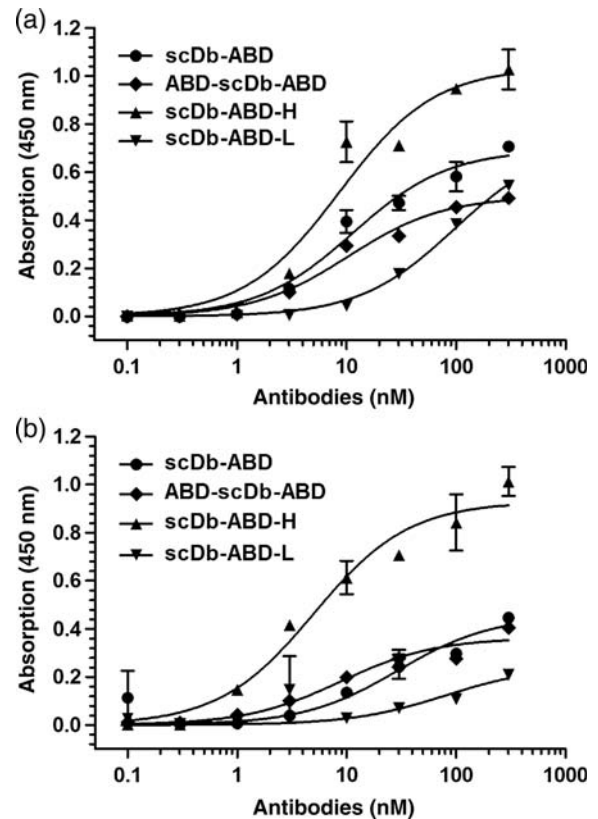 (a)
scDb-ABD
ABD-scDb-ABD
scDb-ABD-H
scDb-ABD-L
Absorption (450 nm)
1.2
1.0
0.8
0.6
0.4
0.2
0.0
0.1
1
10
100
1000
Antibodies (nM)
(b)
scDb-ABD
ABD-scDb-ABD
scDb-ABD-H
scDb-ABD-L
Absorption (450 nm)
1.2
1.0
0.8
0.6
0.4
0.2
0.0
0.1
1
10
100
1000
Antibodies (nM)